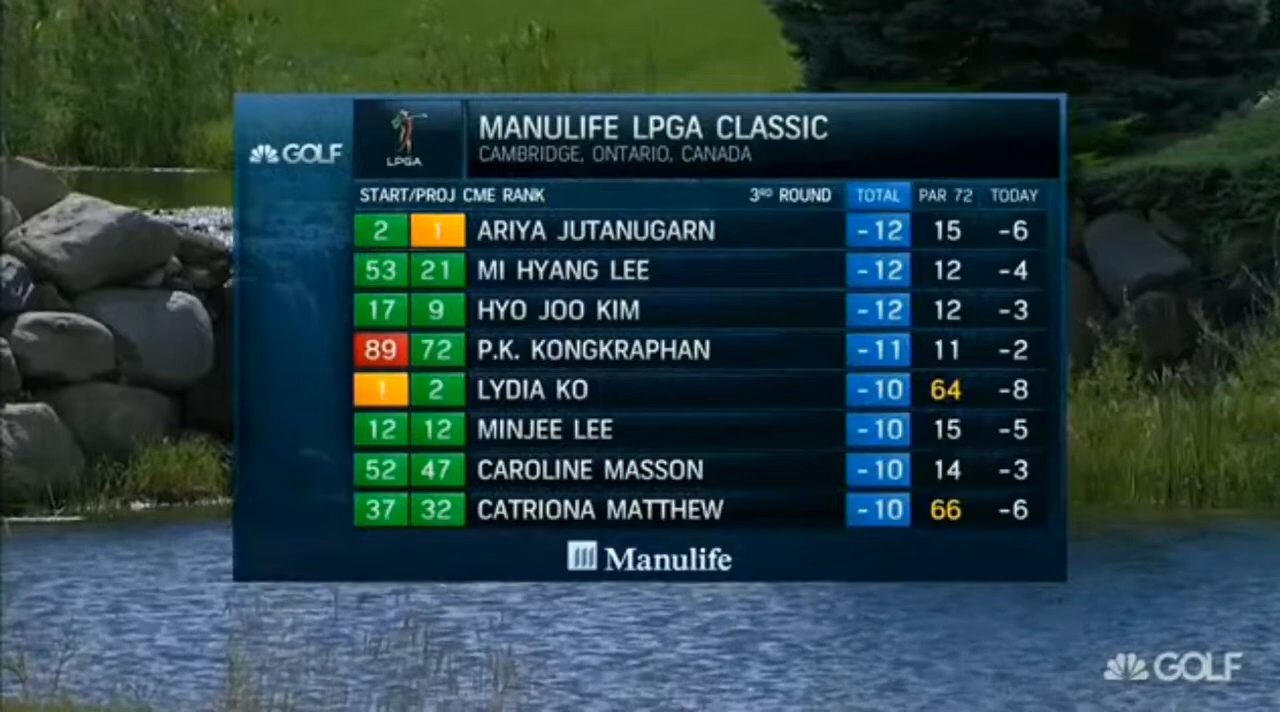 GOLF
LPGA
MANULIFE LPGA CLASSIC
CAMBRIDGE, ONTARIO, CANADA
START/PROJ CME RANK 3RD ROUND TOTAL PAR 72 TODAY
2 1 ARIYA JUTANUGARN -12 15 -6
53 21 MI HYANG LEE -12 12 -4
17 9 HYO JOO KIM -12 12 -3
89 72 P.K. KONGKRAPHAN -11 11 -2
1 2 LYDIA KO -10 64 -8
12 12 MINJEE LEE -10 15 -5
52 47 CAROLINE MASSON -10 14 -3
37 32 CATRIONA MATTHEW -10 66 -6
Manulife
GOLF